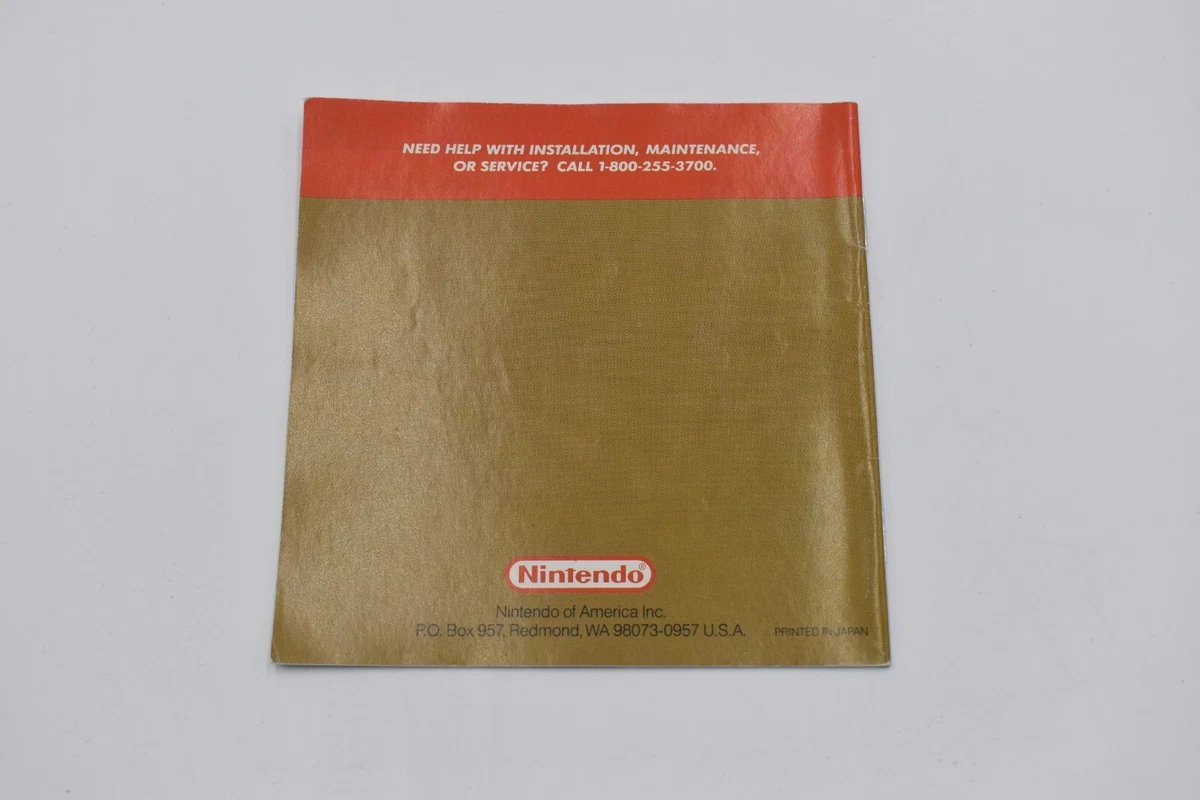 NEED HELP WITH INSTALLATION, MAINTENANCE,
OR SERVICE? CALL 1-800-255-3700.
Nintendo®
Nintendo of America Inc.
P.O. Box 957, Redmond, WA 98073-0957 U.S.A.
PRINTED IN JAPAN